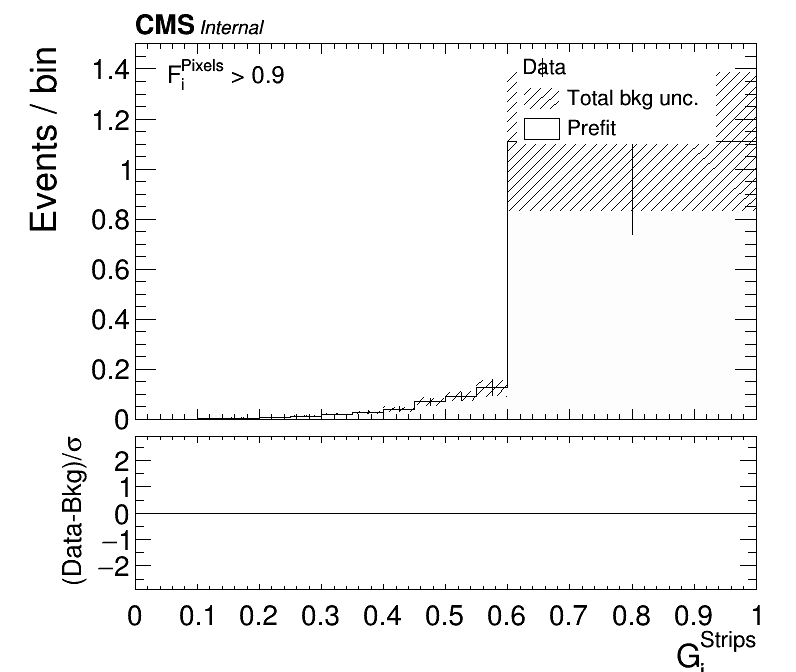 CMS Internal
Events / bin
F_i^Pixels > 0.9
Data
Total bkg unc.
Prefit
1.4
1.2
1
0.8
0.6
0.4
0.2
0
(Data-Bkg)/σ
2
1
0
−1
−2
0 0.1 0.2 0.3 0.4 0.5 0.6 0.7 0.8 0.9 1
G_i^Strips